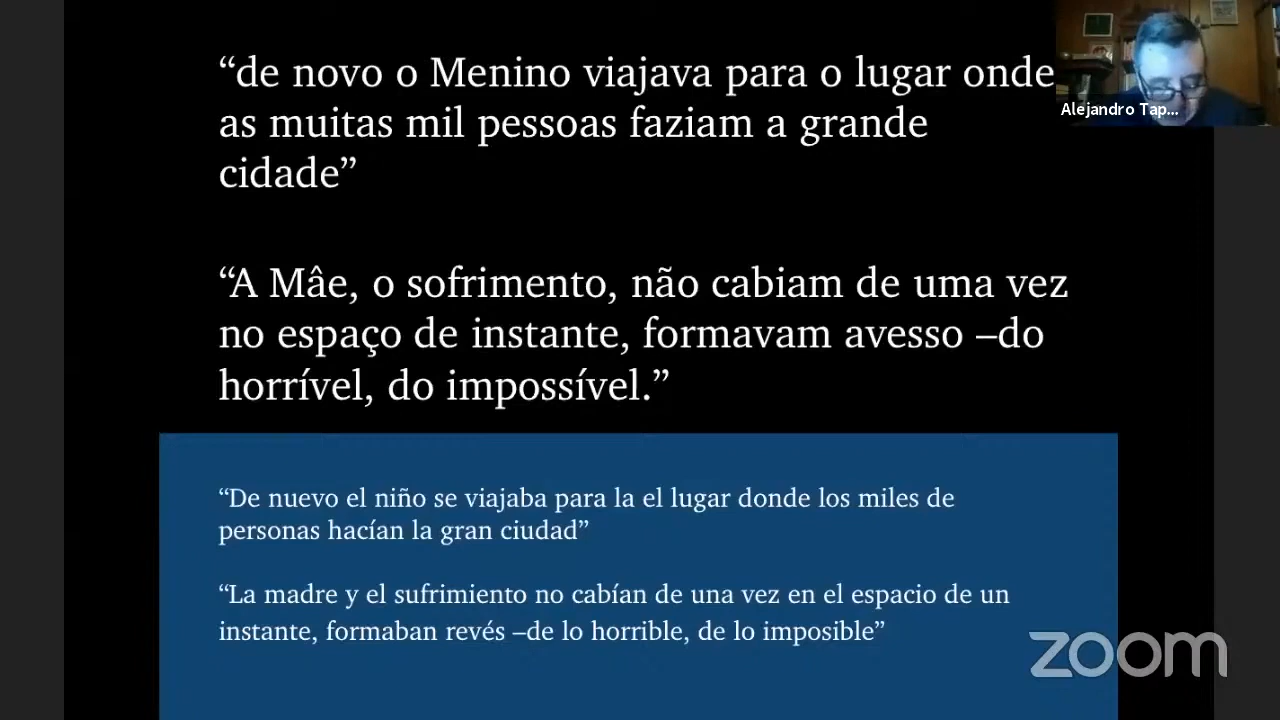 “de novo o Menino viajava para o lugar onde
as muitas mil pessoas faziam a grande
cidade”
Alejandro Tap...
“A Mâe, o sofrimento, não cabiam de uma vez
no espaço de instante, formavam avesso –do
horrível, do impossível.”
“De nuevo el niño se viajaba para la el lugar donde los miles de
personas hacían la gran ciudad”
“La madre y el sufrimiento no cabían de una vez en el espacio de un
instante, formaban revés –de lo horrible, de lo imposible”
zoom